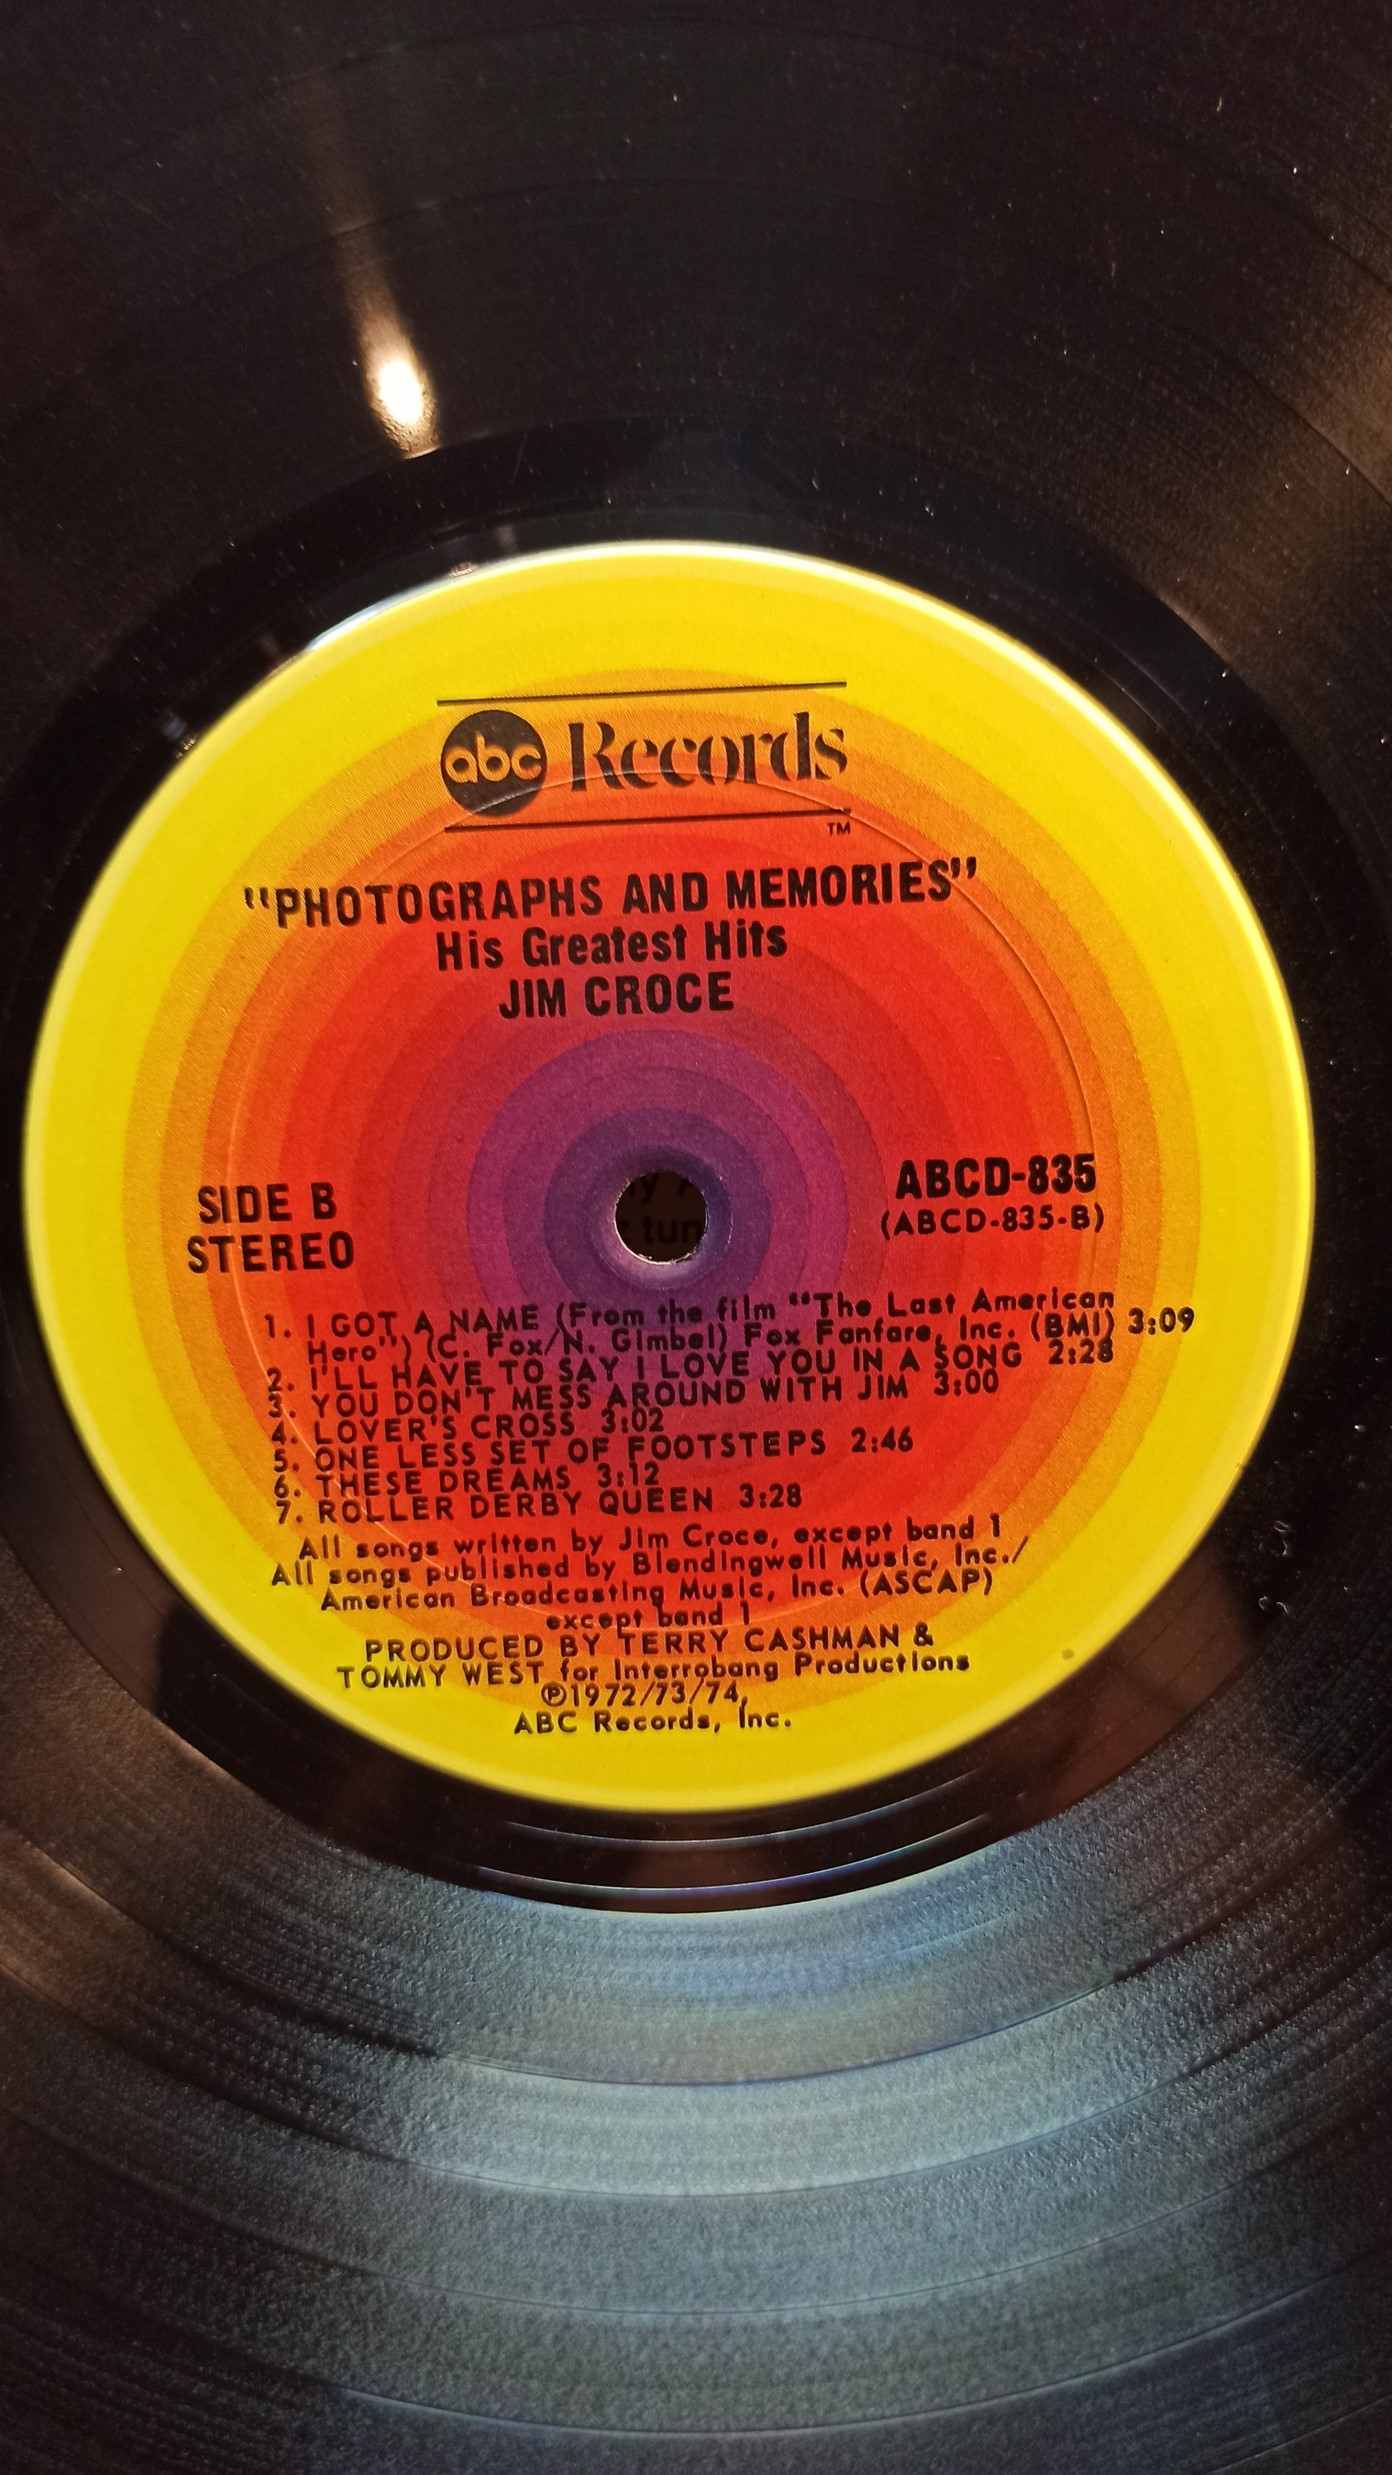 abc Records
TM
"PHOTOGRAPHS AND MEMORIES"
His Greatest Hits
JIM CROCE
SIDE B
STEREO
ABCD-835
(ABCD-835-B)
1. I GOT A NAME (From the film "The Last American
Hero") (C. Fox/N. Gimbel) Fox Fanfare, Inc. (BMI) 3:09
2. I'LL HAVE TO SAY I LOVE YOU IN A SONG 2:28
3. YOU DON'T MESS AROUND WITH JIM 3:00
4. LOVER'S CROSS 3:02
5. ONE LESS SET OF FOOTSTEPS 2:46
6. THESE DREAMS 3:12
7. ROLLER DERBY QUEEN 3:28
All songs written by Jim Croce, except band 1
All songs published by Blendingwell Music, Inc./
American Broadcasting Music, Inc. (ASCAP)
except band 1
PRODUCED BY TERRY CASHMAN &
TOMMY WEST for Interrobang Productions
℗1972/73/74,
ABC Records, Inc.